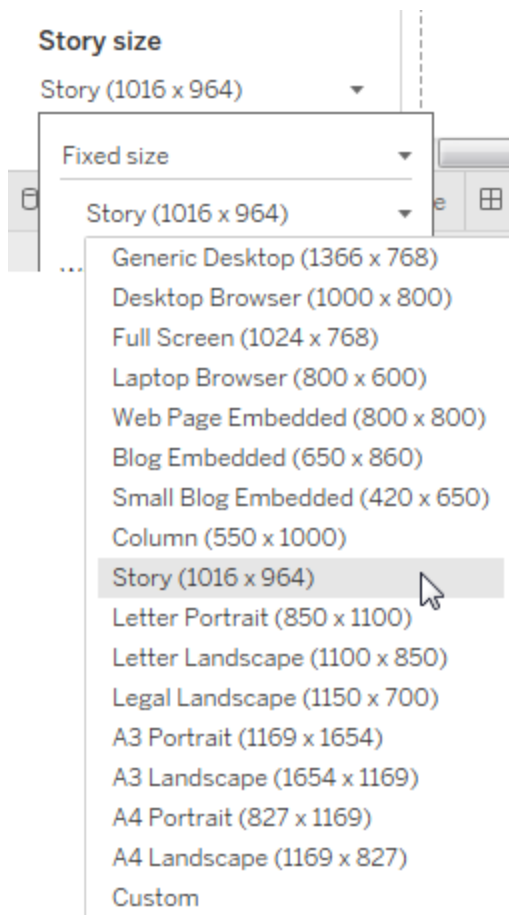 Story size
Story (1016 x 964)
Fixed size
Story (1016 x 964)
e
Generic Desktop (1366 x 768)
Desktop Browser (1000 x 800)
Full Screen (1024 x 768)
Laptop Browser (800 x 600)
Web Page Embedded (800 x 800)
Blog Embedded (650 x 860)
Small Blog Embedded (420 x 650)
Column (550 x 1000)
Story (1016 x 964)
Letter Portrait (850 x 1100)
Letter Landscape (1100 x 850)
Legal Landscape (1150 x 700)
A3 Portrait (1169 x 1654)
A3 Landscape (1654 x 1169)
A4 Portrait (827 x 1169)
A4 Landscape (1169 x 827)
Custom